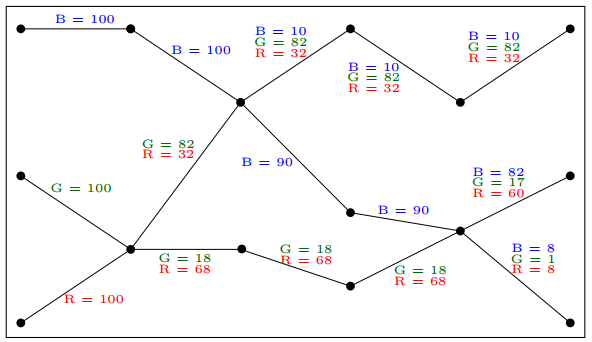 B = 100
B = 100
B = 10
G = 82
R = 32
B = 10
G = 82
R = 32
B = 10
G = 82
R = 32
G = 82
R = 32
B = 90
G = 100
B = 90
B = 82
G = 17
R = 60
G = 18
R = 68
G = 18
R = 68
G = 18
R = 68
B = 8
G = 1
R = 8
R = 100